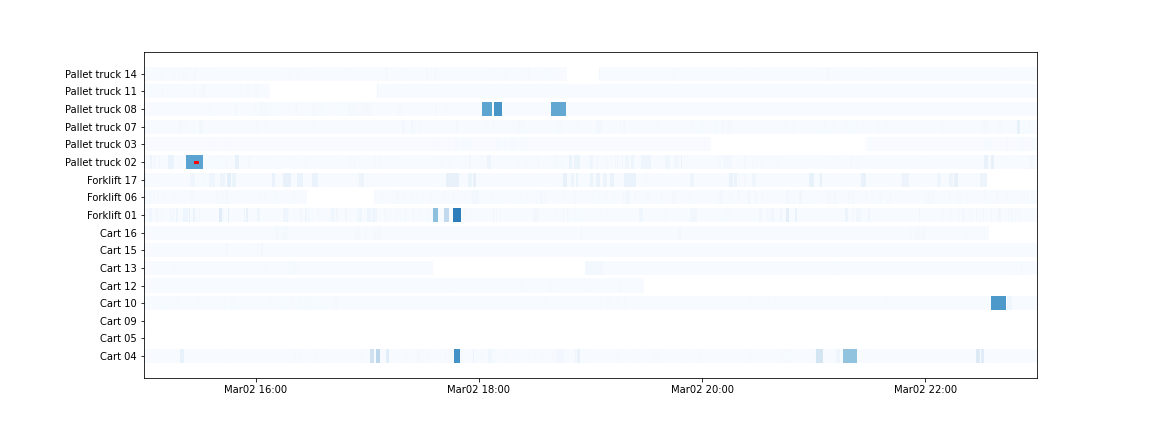 Pallet truck 14
Pallet truck 11
Pallet truck 08
Pallet truck 07
Pallet truck 03
Pallet truck 02
Forklift 17
Forklift 06
Forklift 01
Cart 16
Cart 15
Cart 13
Cart 12
Cart 10
Cart 09
Cart 05
Cart 04
Mar02 16:00 Mar02 18:00 Mar02 20:00 Mar02 22:00